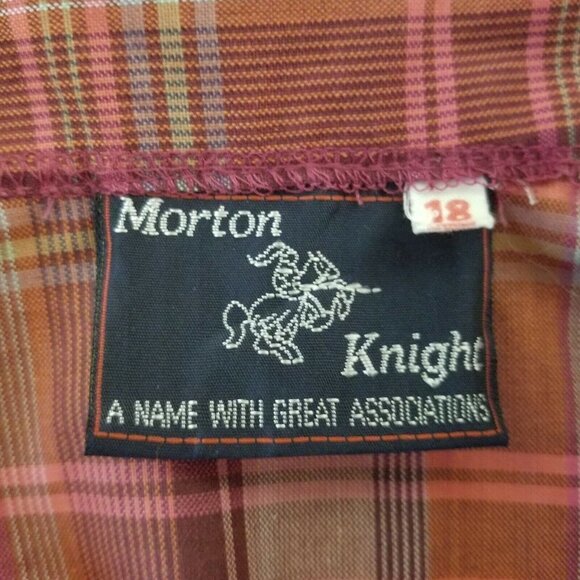 Morton
18
Knight
A NAME WITH GREAT ASSOCIATIONS